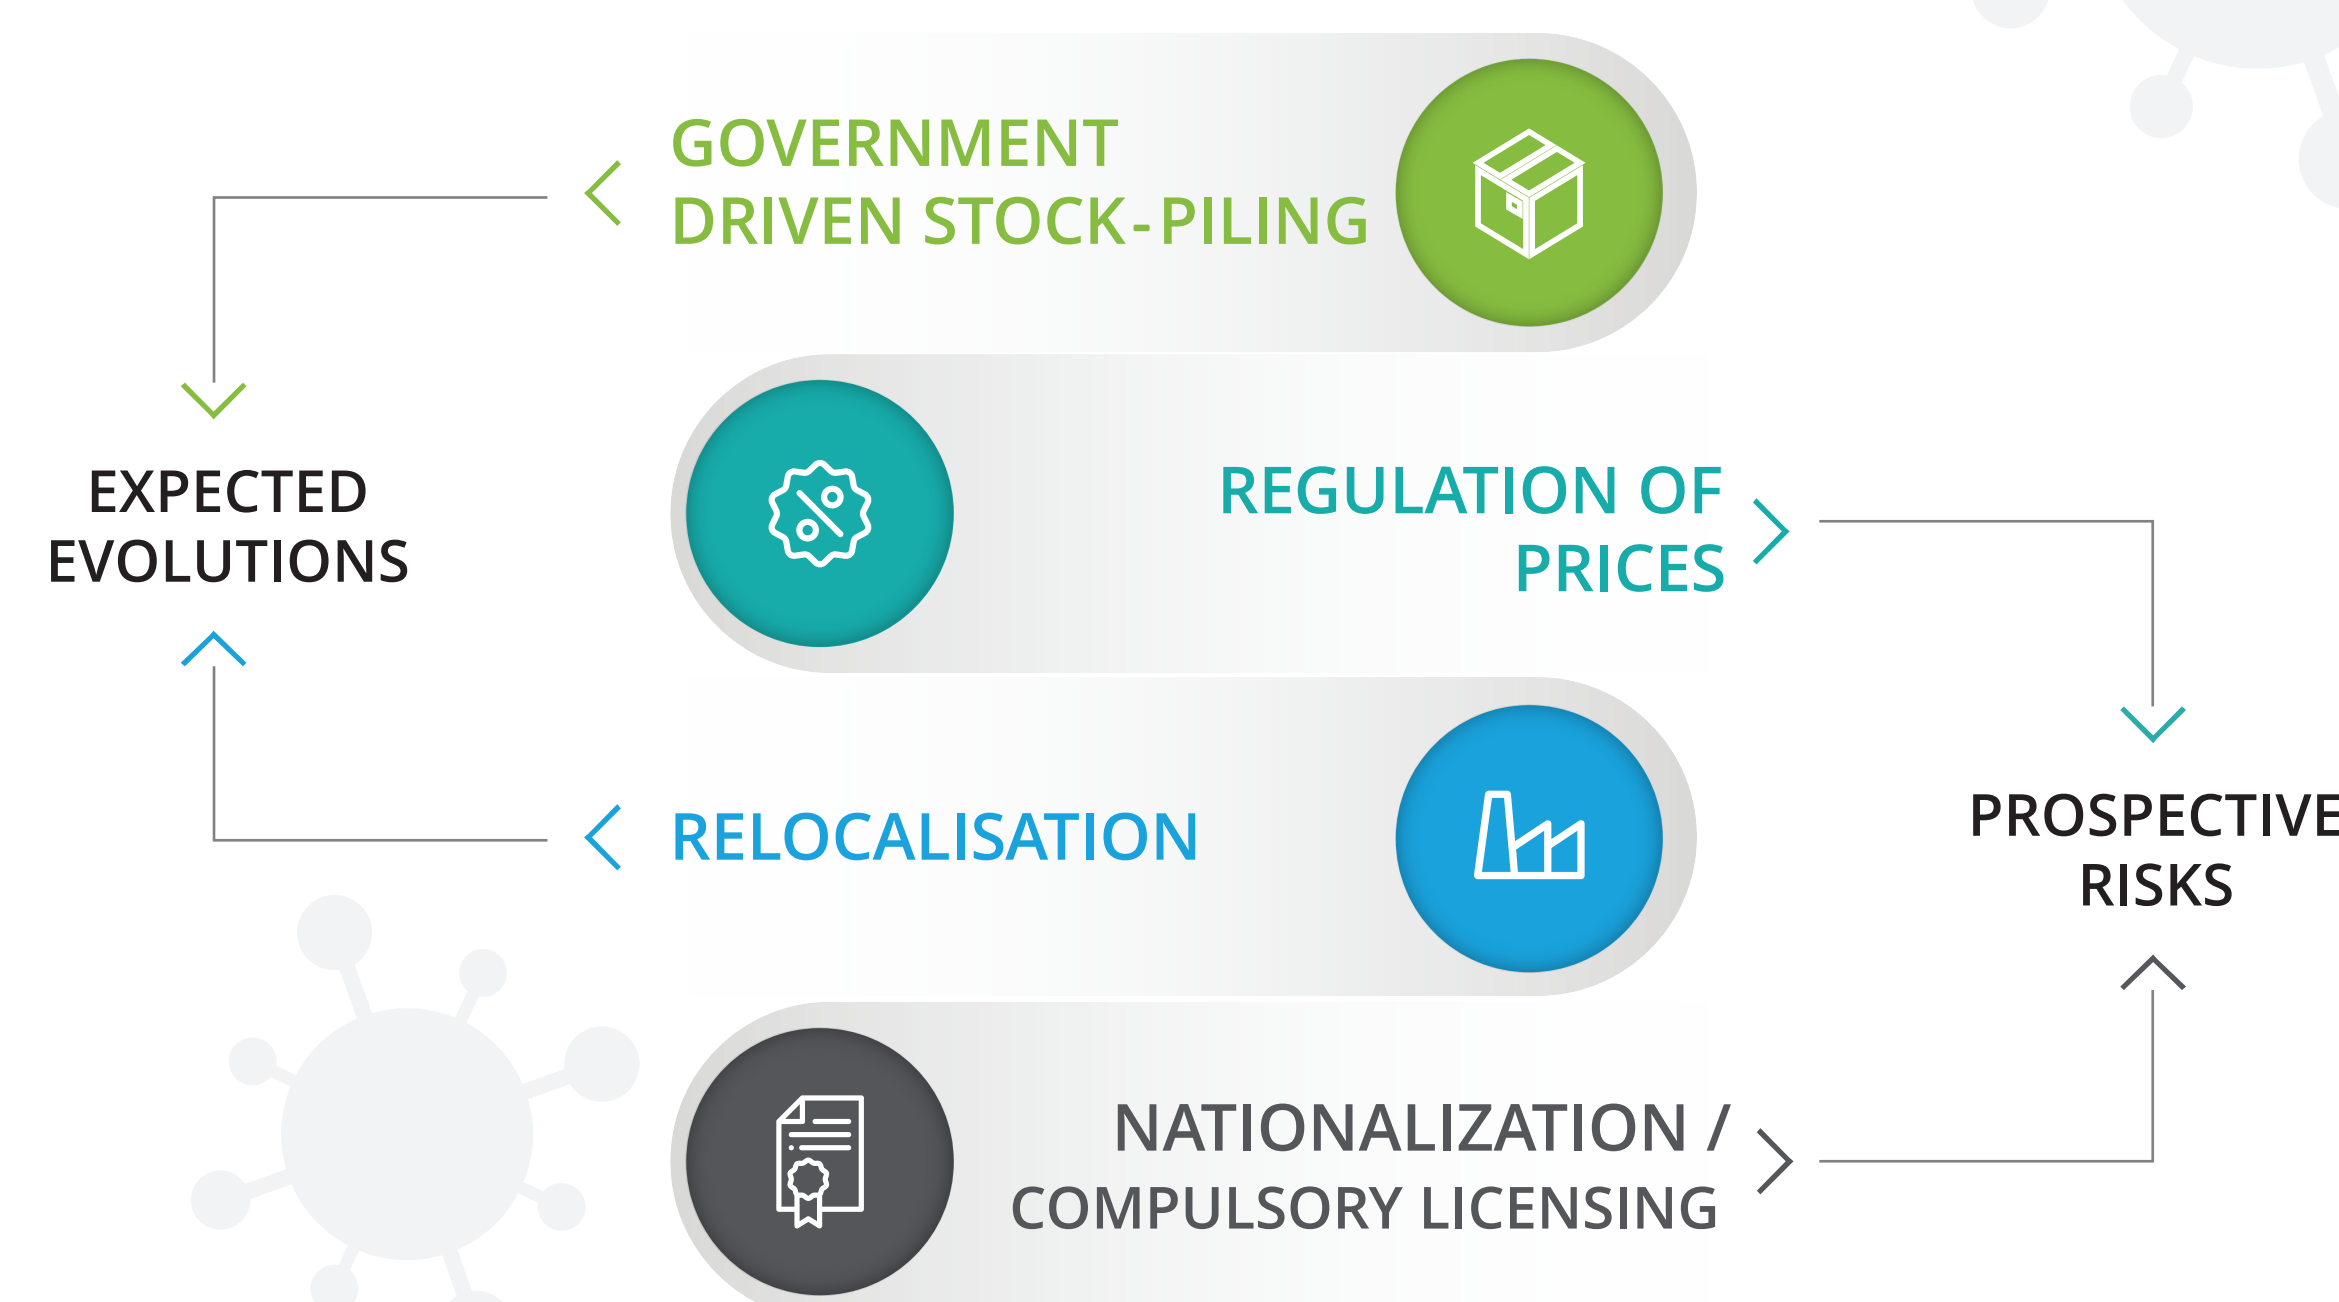 GOVERNMENT
DRIVEN STOCK-PILING
EXPECTED
EVOLUTIONS
REGULATION OF
PRICES
RELOCALISATION
PROSPECTIVE
RISKS
NATIONALIZATION /
COMPULSORY LICENSING